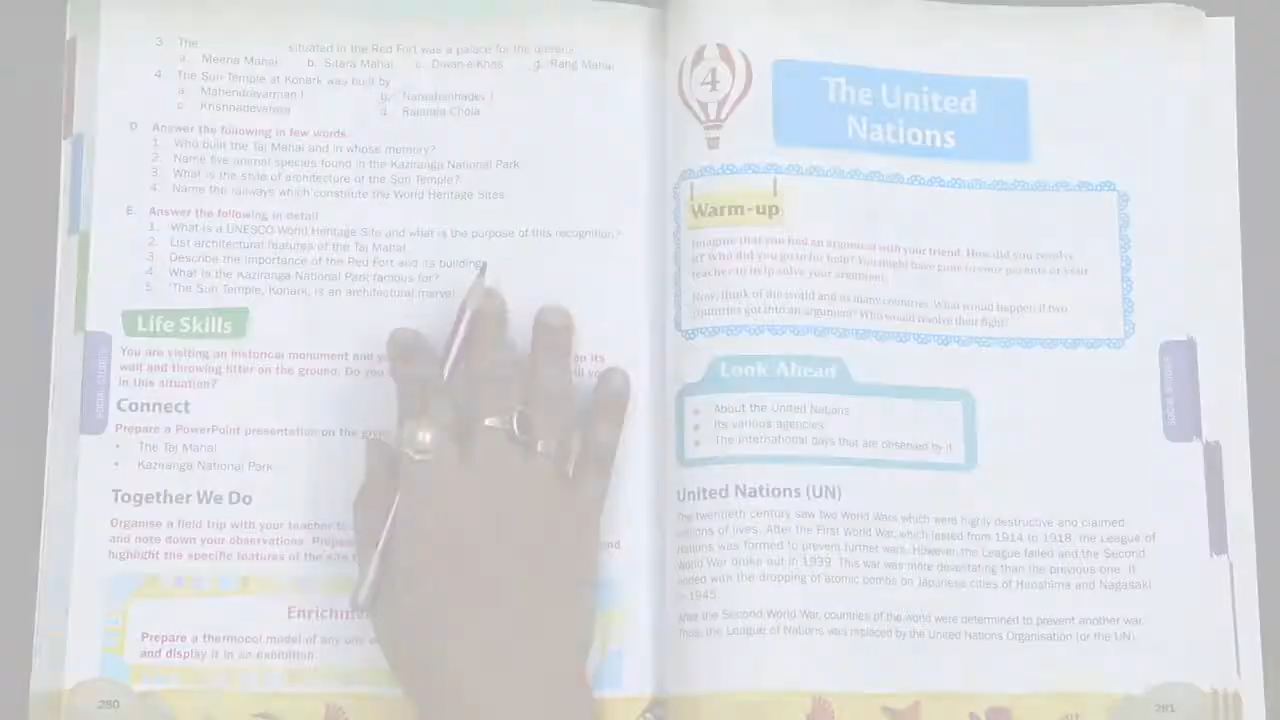 3. The ____________ situated in the Red Fort was a palace for the queens.
a. Meena Mahal b. Sitara Mahal c. Diwan-e-Khas d. Rang Mahal
4. The Sun Temple at Konark was built by
a. Mahendravarman I b. Narasimhadev I
c. Krishnadevaraya d. Rajaraja Chola
D. Answer the following in few words.
1. Who built the Taj Mahal and in whose memory?
2. Name five animal species found in the Kaziranga National Park.
3. What is the style of architecture of the Sun Temple?
4. Name the railways which constitute the World Heritage Sites.
E. Answer the following in detail.
1. What is a UNESCO World Heritage Site and what is the purpose of this recognition?
2. List architectural features of the Taj Mahal.
3. Describe the importance of the Red Fort and its buildings
4. What is the Kaziranga National Park famous for?
5. 'The Sun Temple, Konark, is an architectural marvel
Life Skills
You are visiting an historical monument and on its
wall and throwing litter on the ground. Do you
in this situation?
Connect
Prepare a PowerPoint presentation on the
• The Taj Mahal
• Kaziranga National Park
Together We Do
Organise a field trip with your teacher to
and note down your observations. and
highlight the specific features of the site
Enrichme
Prepare a thermocol model of any one
and display it in an exhibition.
280
SOCIAL STUDIES
4
The United
Nations
Warm-up
Imagine that you had an argument with your friend. How did you resolve
it? Who did you go to for help? You might have gone to your parents or your
teacher to help solve your argument.
Now, think of the world and its many countries. What would happen if two
countries got into an argument? Who would resolve their fight?
Look Ahead
• About the United Nations
• Its various agencies
• The international days that are observed by it
United Nations (UN)
The twentieth century saw two World Wars which were highly destructive and claimed
millions of lives. After the First World War, which lasted from 1914 to 1918, the League of
Nations was formed to prevent further wars. However, the League failed and the Second
World War broke out in 1939. This war was more devastating than the previous one. It
ended with the dropping of atomic bombs on Japanese cities of Hiroshima and Nagasaki
in 1945.
After the Second World War, countries of the world were determined to prevent another war.
Thus, the League of Nations was replaced by the United Nations Organisation (or the UN).
SOCIAL STUDIES
281